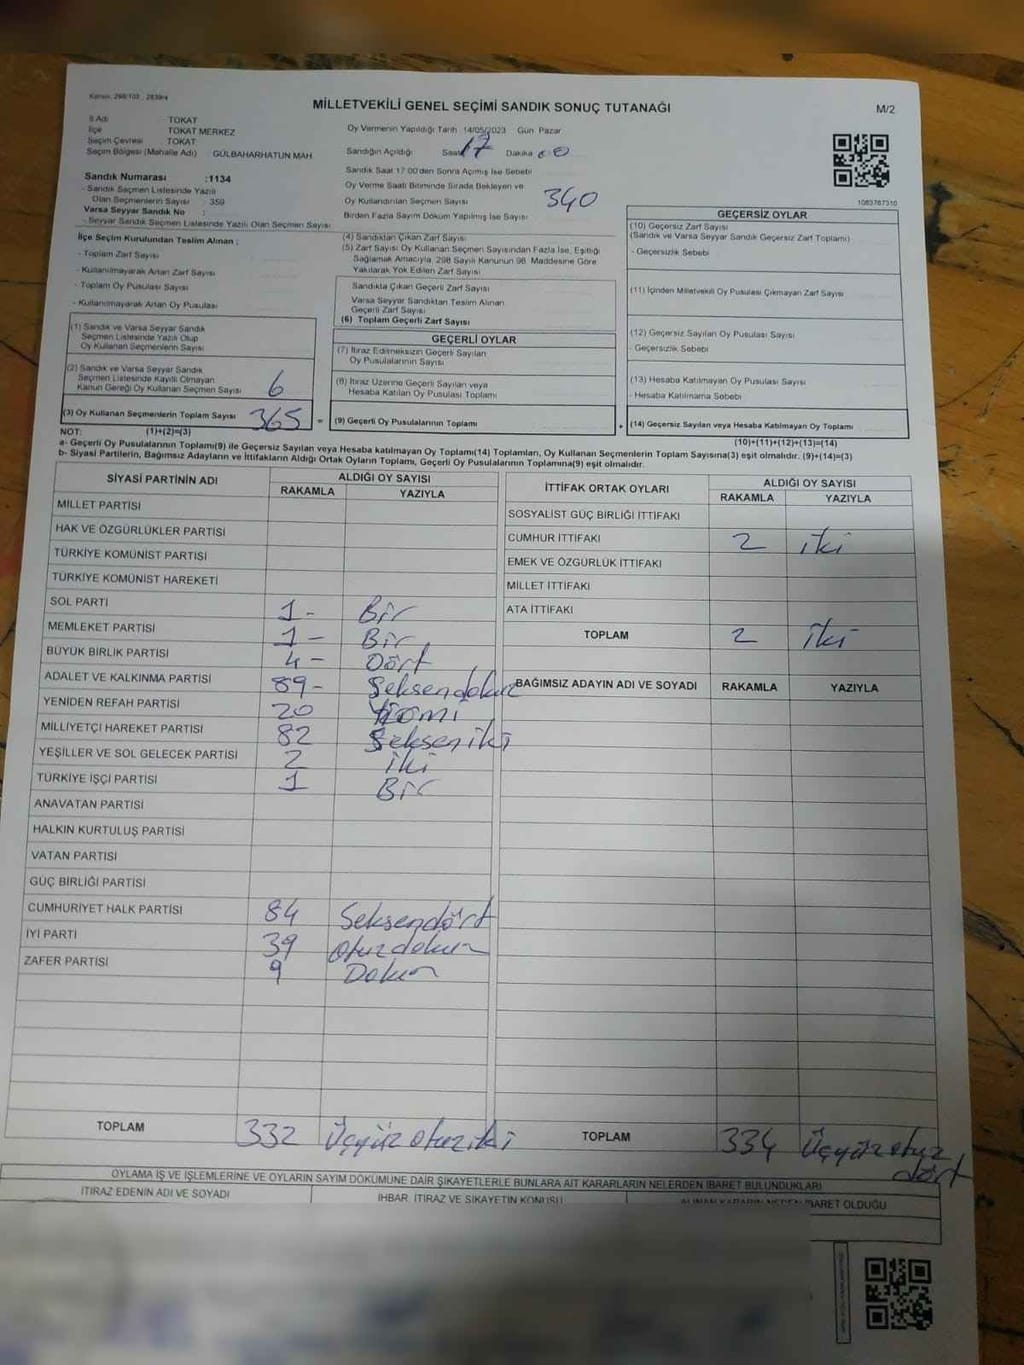 Kanun: 298/103 , 2839/4
MİLLETVEKİLİ GENEL SEÇİMİ SANDIK SONUÇ TUTANAĞI
M/2
İl Adı TOKAT
İlçe TOKAT MERKEZ
Seçim Çevresi TOKAT
Seçim Bölgesi (Mahalle Adı) GÜLBAHARHATUN MAH
Oy Vermenin Yapıldığı Tarih 14/05/2023 Gün Pazar
Sandığın Açıldığı Saat 17 Dakika 00
Sandık Saat 17:00'den Sonra Açılmış İse Sebebi
Oy Verme Saati Bitiminde Sırada Bekleyen ve
Oy Kullandırılan Seçmen Sayısı 340
Birden Fazla Sayım Döküm Yapılmış İse Sayısı
1083767310
Sandık Numarası :1134
- Sandık Seçmen Listesinde Yazılı
Olan Seçmenlerin Sayısı : 359
Varsa Seyyar Sandık No :
- Seyyar Sandık Seçmen Listesinde Yazılı Olan Seçmen Sayısı
İlçe Seçim Kurulundan Teslim Alınan :
- Toplam Zarf Sayısı
- Kullanılmayarak Artan Zarf Sayısı
- Toplam Oy Pusulası Sayısı
- Kullanılmayarak Artan Oy Pusulası
(1) Sandık ve Varsa Seyyar Sandık
Seçmen Listesinde Yazılı Olup
Oy Kullanan Seçmenlerin Sayısı
(2) Sandık ve Varsa Seyyar Sandık
Seçmen Listesinde Kayıtlı Olmayan
Kanun Gereği Oy Kullanan Seçmen Sayısı 6
(3) Oy Kullanan Seçmenlerin Toplam Sayısı 365 =
(4) Sandıktan Çıkan Zarf Sayısı
(5) Zarf Sayısı Oy Kullanan Seçmen Sayısından Fazla İse, Eşitliği
Sağlamak Amacıyla, 298 Sayılı Kanunun 98. Maddesine Göre
Yakılarak Yok Edilen Zarf Sayısı
Sandıkta Çıkan Geçerli Zarf Sayısı
Varsa Seyyar Sandıktan Teslim Alınan
Geçerli Zarf Sayısı
(6) Toplam Geçerli Zarf Sayısı
GEÇERLİ OYLAR
(7) İtiraz Edilmeksizin Geçerli Sayılan
Oy Pusulalarının Sayısı
(8) İtiraz Üzerine Geçerli Sayılan veya
Hesaba Katılan Oy Pusulası Toplamı
(9) Geçerli Oy Pusulalarının Toplamı +
GEÇERSİZ OYLAR
(10) Geçersiz Zarf Sayısı
(Sandık ve Varsa Seyyar Sandık Geçersiz Zarf Toplamı)
- Geçersizlik Sebebi
(11) İçinden Milletvekili Oy Pusulası Çıkmayan Zarf Sayısı
(12) Geçersiz Sayılan Oy Pusulası Sayısı
- Geçersizlik Sebebi
(13) Hesaba Katılmayan Oy Pusulası Sayısı
- Hesaba Katılmama Sebebi
(14) Geçersiz Sayılan veya Hesaba Katılmayan Oy Toplamı
NOT: (1)+(2)=(3)
(10)+(11)+(12)+(13)=(14)
a- Geçerli Oy Pusulalarının Toplamı(9) ile Geçersiz Sayılan veya Hesaba Katılmayan Oy Toplamı(14) Toplamları, Oy Kullanan Seçmenlerin Toplam Sayısına(3) eşit olmalıdır. (9)+(14)=(3)
b- Siyasi Partilerin, Bağımsız Adayların ve İttifakların Aldığı Ortak Oyların Toplamı, Geçerli Oy Pusulalarının Toplamına(9) eşit olmalıdır.
SİYASİ PARTİNİN ADI ALDIĞI OY SAYISI
RAKAMLA YAZIYLA
MİLLET PARTİSİ
HAK VE ÖZGÜRLÜKLER PARTİSİ
TÜRKİYE KOMÜNİST PARTİSİ
TÜRKİYE KOMÜNİST HAREKETİ
SOL PARTİ 1- Bir
MEMLEKET PARTİSİ 1- Bir
BÜYÜK BİRLİK PARTİSİ 4- Dört
ADALET VE KALKINMA PARTİSİ 89- Seksendokuz
YENİDEN REFAH PARTİSİ 20 Yirmi
MİLLİYETÇİ HAREKET PARTİSİ 82 Seksen iki
YEŞİLLER VE SOL GELECEK PARTİSİ 2 iki
TÜRKİYE İŞÇİ PARTİSİ 1 Bir
ANAVATAN PARTİSİ
HALKIN KURTULUŞ PARTİSİ
VATAN PARTİSİ
GÜÇ BİRLİĞİ PARTİSİ
CUMHURİYET HALK PARTİSİ 84 Seksendört
İYİ PARTİ 39 Otuzdokuz
ZAFER PARTİSİ 9 Dokuz
TOPLAM 332 Üçyüz otuz iki
İTTİFAK ORTAK OYLARI ALDIĞI OY SAYISI
RAKAMLA YAZIYLA
SOSYALİST GÜÇ BİRLİĞİ İTTİFAKI
CUMHUR İTTİFAKI 2 iki
EMEK VE ÖZGÜRLÜK İTTİFAKI
MİLLET İTTİFAKI
ATA İTTİFAKI
TOPLAM 2 iki
BAĞIMSIZ ADAYIN ADI VE SOYADI RAKAMLA YAZIYLA
TOPLAM 334 Üçyüz otuz
dört
OYLAMA İŞ VE İŞLEMLERİNE VE OYLARIN SAYIM DÖKÜMÜNE DAİR ŞİKAYETLERLE BUNLARA AİT KARARLARIN NELERDEN İBARET BULUNDUKLARI
İTİRAZ EDENİN ADI VE SOYADI İHBAR, İTİRAZ VE ŞİKAYETİN KONUSU ALINAN KARARIN NEDEN İBARET OLDUĞU